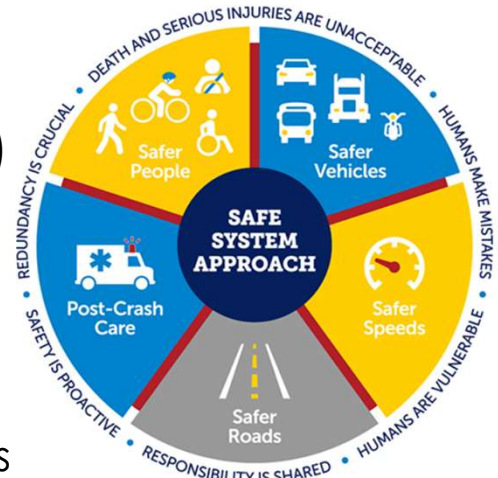 )
DEATH AND SERIOUS INJURIES ARE UNACCEPTABLE
HUMANS MAKE MISTAKES
HUMANS ARE VULNERABLE
RESPONSIBILITY IS SHARED
SAFETY IS PROACTIVE
REDUNDANCY IS CRUCIAL
Safer
People
Safer
Vehicles
SAFE
SYSTEM
APPROACH
Post-Crash
Care
Safer
Speeds
Safer
Roads
S